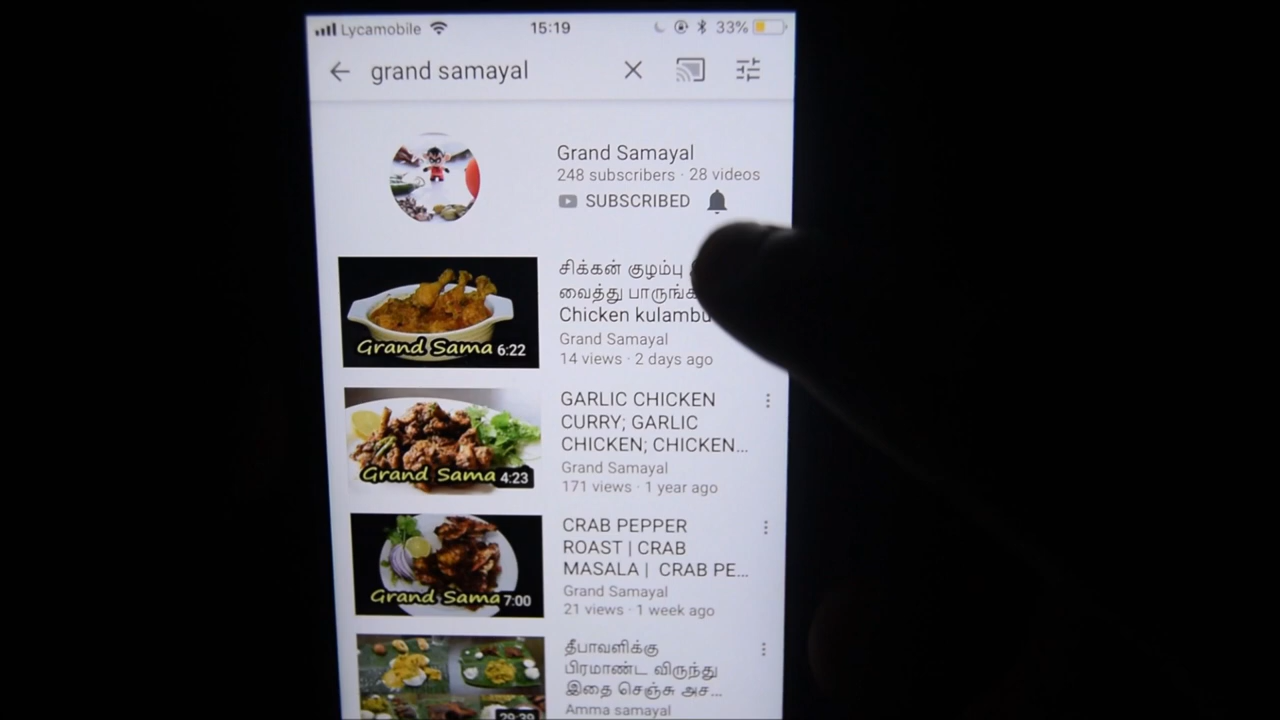 Lycamobile 15:19 33%
grand samayal
Grand Samayal
248 subscribers · 28 videos
SUBSCRIBED
சிக்கன் குழம்பு
வைத்து
Chicken kulambu
Grand Samayal
14 views · 2 days ago
Grand Sama 6:22
GARLIC CHICKEN
CURRY; GARLIC
CHICKEN; CHICKEN...
Grand Samayal
171 views · 1 year ago
Grand Sama 4:23
CRAB PEPPER
ROAST | CRAB
MASALA | CRAB PE...
Grand Samayal
21 views · 1 week ago
Grand Sama 7:00
தீபாவளிக்கு
பிரமாண்ட விருந்து
இதை செஞ்சு அச...
Amma samayal
29:39